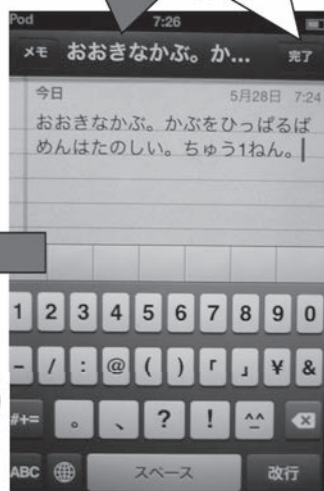 Pod 7:26
メモ おおきなかぶ。か... 完了
今日 5月28日 7:24
おおきなかぶ。かぶをひっぱるば
めんはたのしい。ちゅう1ねん。
1 2 3 4 5 6 7 8 9 0
- / : @ ( ) 「 」 ¥ &
#+= 。 、 ? ! ^^
ABC スペース 改行